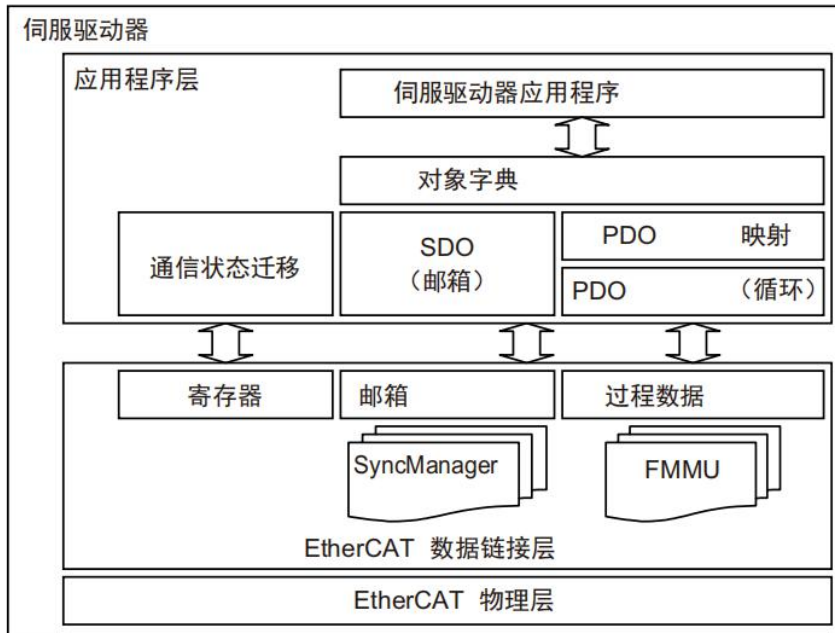 伺服驱动器
应用程序层
伺服驱动器应用程序
对象字典
通信状态迁移
SDO
（邮箱）
PDO 映射
PDO （循环）
寄存器
邮箱
过程数据
SyncManager
FMMU
EtherCAT 数据链接层
EtherCAT 物理层